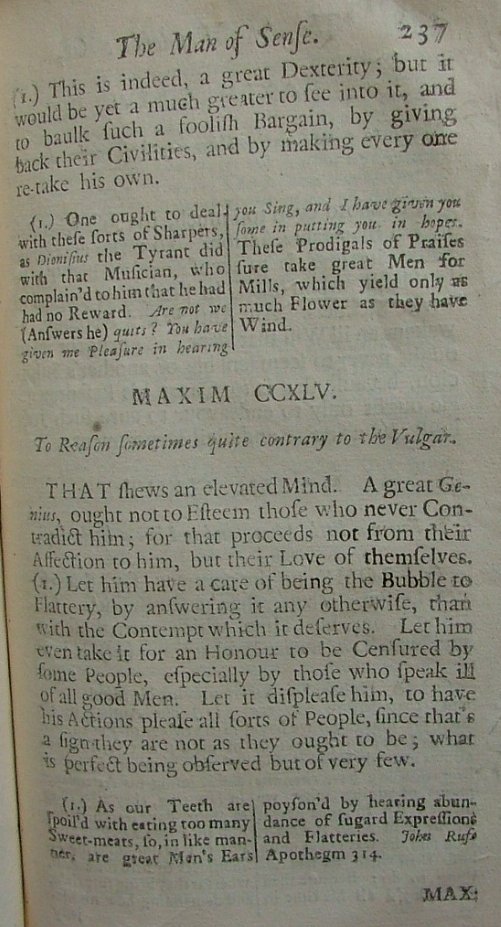 The Man of Senſe. 237
(1.) This is indeed, a great Dexterity; but it
would be yet a much greater to ſee into it, and
to baulk ſuch a fooliſh Bargain, by giving
back their Civilities, and by making every one
re-take his own.
(1.) One ought to deal
with theſe ſorts of Sharpers,
as Dioniſius the Tyrant did
with that Muſician, who
complain'd to him that he had
had no Reward. Are not we
(Anſwers he) quits? You have
given me Pleaſure in hearing
you Sing, and I have given you
ſome in putting you in hopes.
Theſe Prodigals of Praiſes
ſure take great Men for
Mills, which yield only as
much Flower as they have
Wind.
MAXIM CCXLV.
To Reaſon ſometimes quite contrary to the Vulgar.
THAT ſhews an elevated Mind. A great Ge-
nius, ought not to Eſteem thoſe who never Con-
tradict him; for that proceeds not from their
Affection to him, but their Love of themſelves.
(1.) Let him have a care of being the Bubble to
Flattery, by anſwering it any otherwiſe, than
with the Contempt which it deſerves. Let him
even take it for an Honour to be Cenſured by
ſome People, eſpecially by thoſe who ſpeak ill
of all good Men. Let it diſpleaſe him, to have
his Actions pleaſe all ſorts of People, ſince that's
a ſign they are not as they ought to be; what
is perfect being obſerved but of very few.
(1.) As our Teeth are
ſpoil'd with eating too many
Sweet-meats, ſo, in like man-
ner, are great Men's Ears
poyſon'd by hearing abun-
dance of ſugard Expreſſions
and Flatteries. John Rufo
Apothegm 314.
MAX: